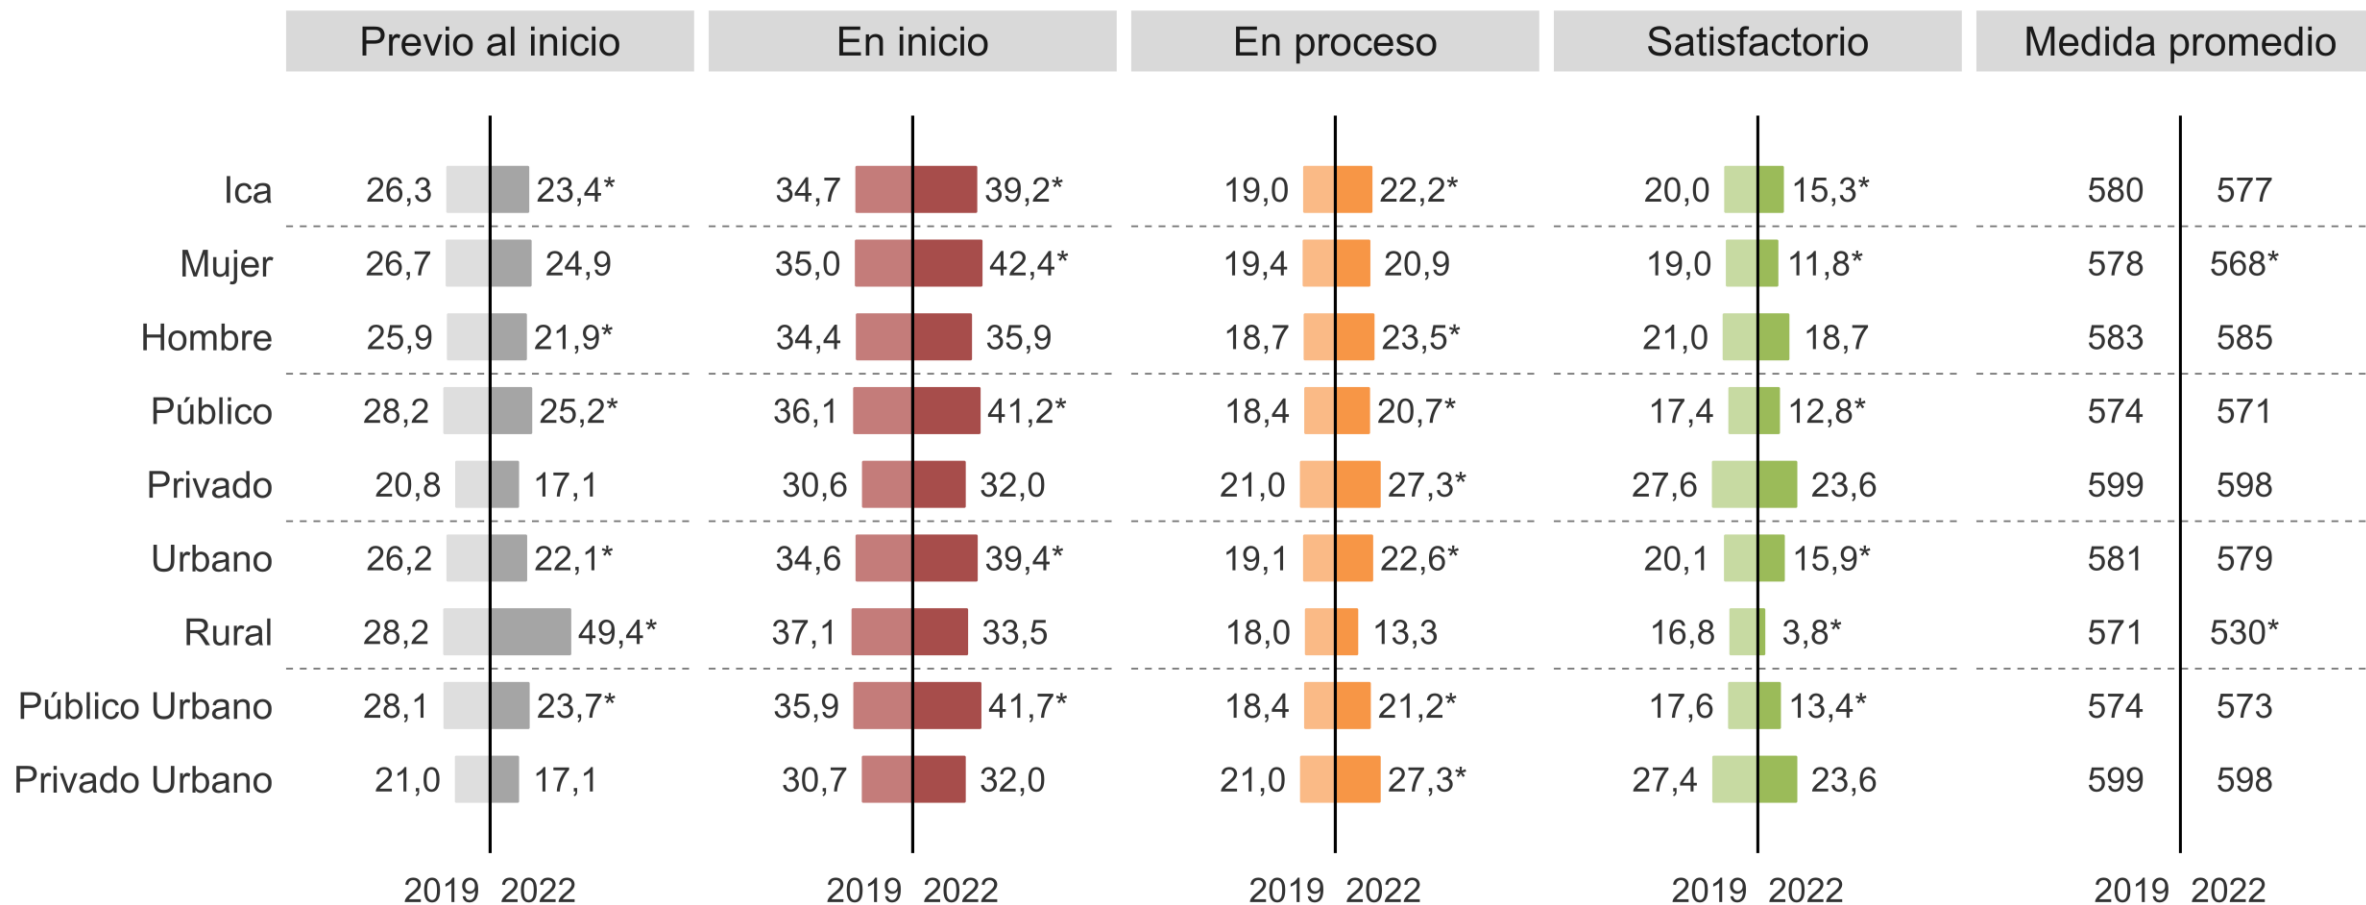 Previo al inicio En inicio En proceso Satisfactorio Medida promedio
Ica 26,3 23,4* 34,7 39,2* 19,0 22,2* 20,0 15,3* 580 577
Mujer 26,7 24,9 35,0 42,4* 19,4 20,9 19,0 11,8* 578 568*
Hombre 25,9 21,9* 34,4 35,9 18,7 23,5* 21,0 18,7 583 585
Público 28,2 25,2* 36,1 41,2* 18,4 20,7* 17,4 12,8* 574 571
Privado 20,8 17,1 30,6 32,0 21,0 27,3* 27,6 23,6 599 598
Urbano 26,2 22,1* 34,6 39,4* 19,1 22,6* 20,1 15,9* 581 579
Rural 28,2 49,4* 37,1 33,5 18,0 13,3 16,8 3,8* 571 530*
Público Urbano 28,1 23,7* 35,9 41,7* 18,4 21,2* 17,6 13,4* 574 573
Privado Urbano 21,0 17,1 30,7 32,0 21,0 27,3* 27,4 23,6 599 598
2019 2022 2019 2022 2019 2022 2019 2022 2019 2022